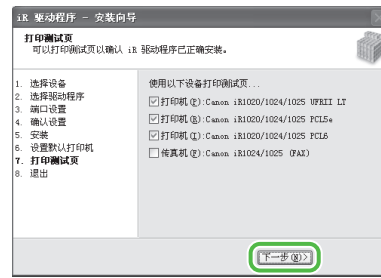 iR 驱动程序 - 安装向导
打印测试页
可以打印测试页以确认 iR 驱动程序已正确安装。
1. 选择设备
2. 选择驱动程序
3. 端口设置
4. 确认设置
5. 安装
6. 设置默认打印机
7. 打印测试页
8. 退出
使用以下设备打印测试页...
打印机(P):Canon iR1020/1024/1025 UFRII LT
打印机(R):Canon iR1020/1024/1025 PCL5e
打印机(I):Canon iR1020/1024/1025 PCL6
传真机(F):Canon iR1024/1025 (FAX)
下一步(N)>